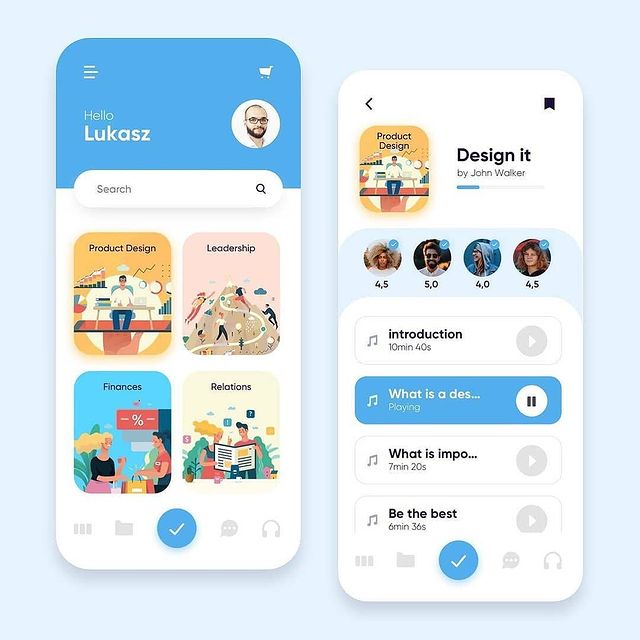 Hello
Lukasz
Search
Product Design
Leadership
Finances
- % -
Relations
Product
Design
Design it
by John Walker
4,5
5,0
4,0
4,5
introduction
10min 40s
What is a des...
Playing
What is impo...
7min 20s
Be the best
6min 36s